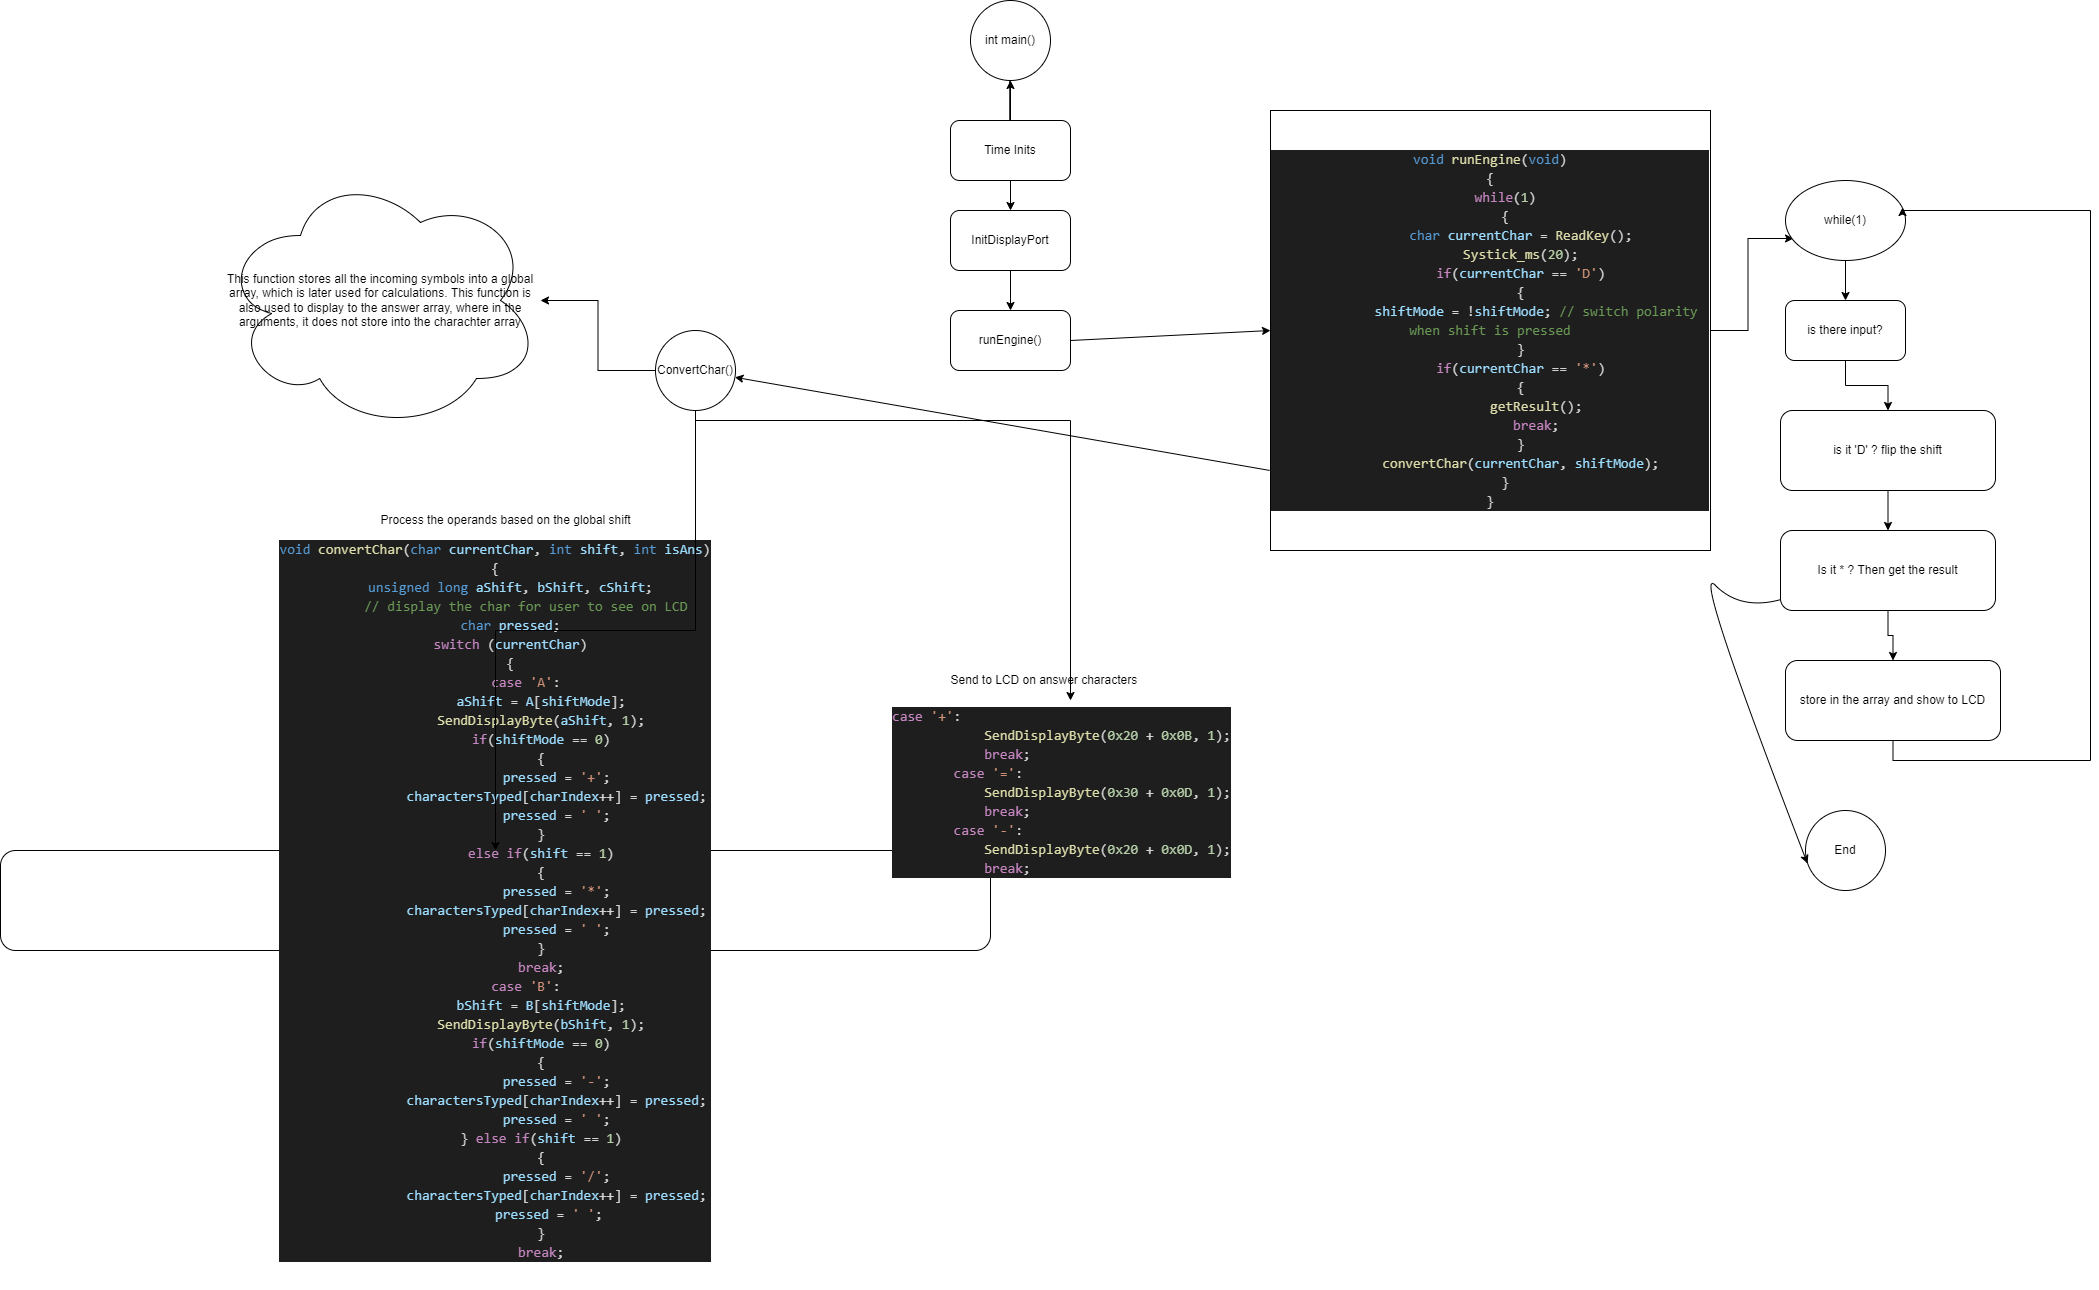 int main()
Time Inits
InitDisplayPort
runEngine()
void runEngine(void)
{
while(1)
{
char currentChar = ReadKey();
Systick_ms(20);
if(currentChar == 'D')
{
shiftMode = !shiftMode; // switch polarity
when shift is pressed
}
if(currentChar == '*')
{
getResult();
break;
}
convertChar(currentChar, shiftMode);
}
}
while(1)
is there input?
is it 'D' ? flip the shift
Is it * ? Then get the result
store in the array and show to LCD
End
This function stores all the incoming symbols into a global
array, which is later used for calculations. This function is
also used to display to the answer array, where in the
arguments, it does not store into the charachter array
ConvertChar()
Process the operands based on the global shift
void convertChar(char currentChar, int shift, int isAns)
{
unsigned long aShift, bShift, cShift;
// display the char for user to see on LCD
char pressed;
switch (currentChar)
{
case 'A':
aShift = A[shiftMode];
SendDisplayByte(aShift, 1);
if(shiftMode == 0)
{
pressed = '+';
charactersTyped[charIndex++] = pressed;
pressed = ' ';
}
else if(shift == 1)
{
pressed = '*';
charactersTyped[charIndex++] = pressed;
pressed = ' ';
}
break;
case 'B':
bShift = B[shiftMode];
SendDisplayByte(bShift, 1);
if(shiftMode == 0)
{
pressed = '-';
charactersTyped[charIndex++] = pressed;
pressed = ' ';
} else if(shift == 1)
{
pressed = '/';
charactersTyped[charIndex++] = pressed;
pressed = ' ';
}
break;
Send to LCD on answer characters
case '+':
SendDisplayByte(0x20 + 0x0B, 1);
break;
case '=':
SendDisplayByte(0x30 + 0x0D, 1);
break;
case '-':
SendDisplayByte(0x20 + 0x0D, 1);
break;